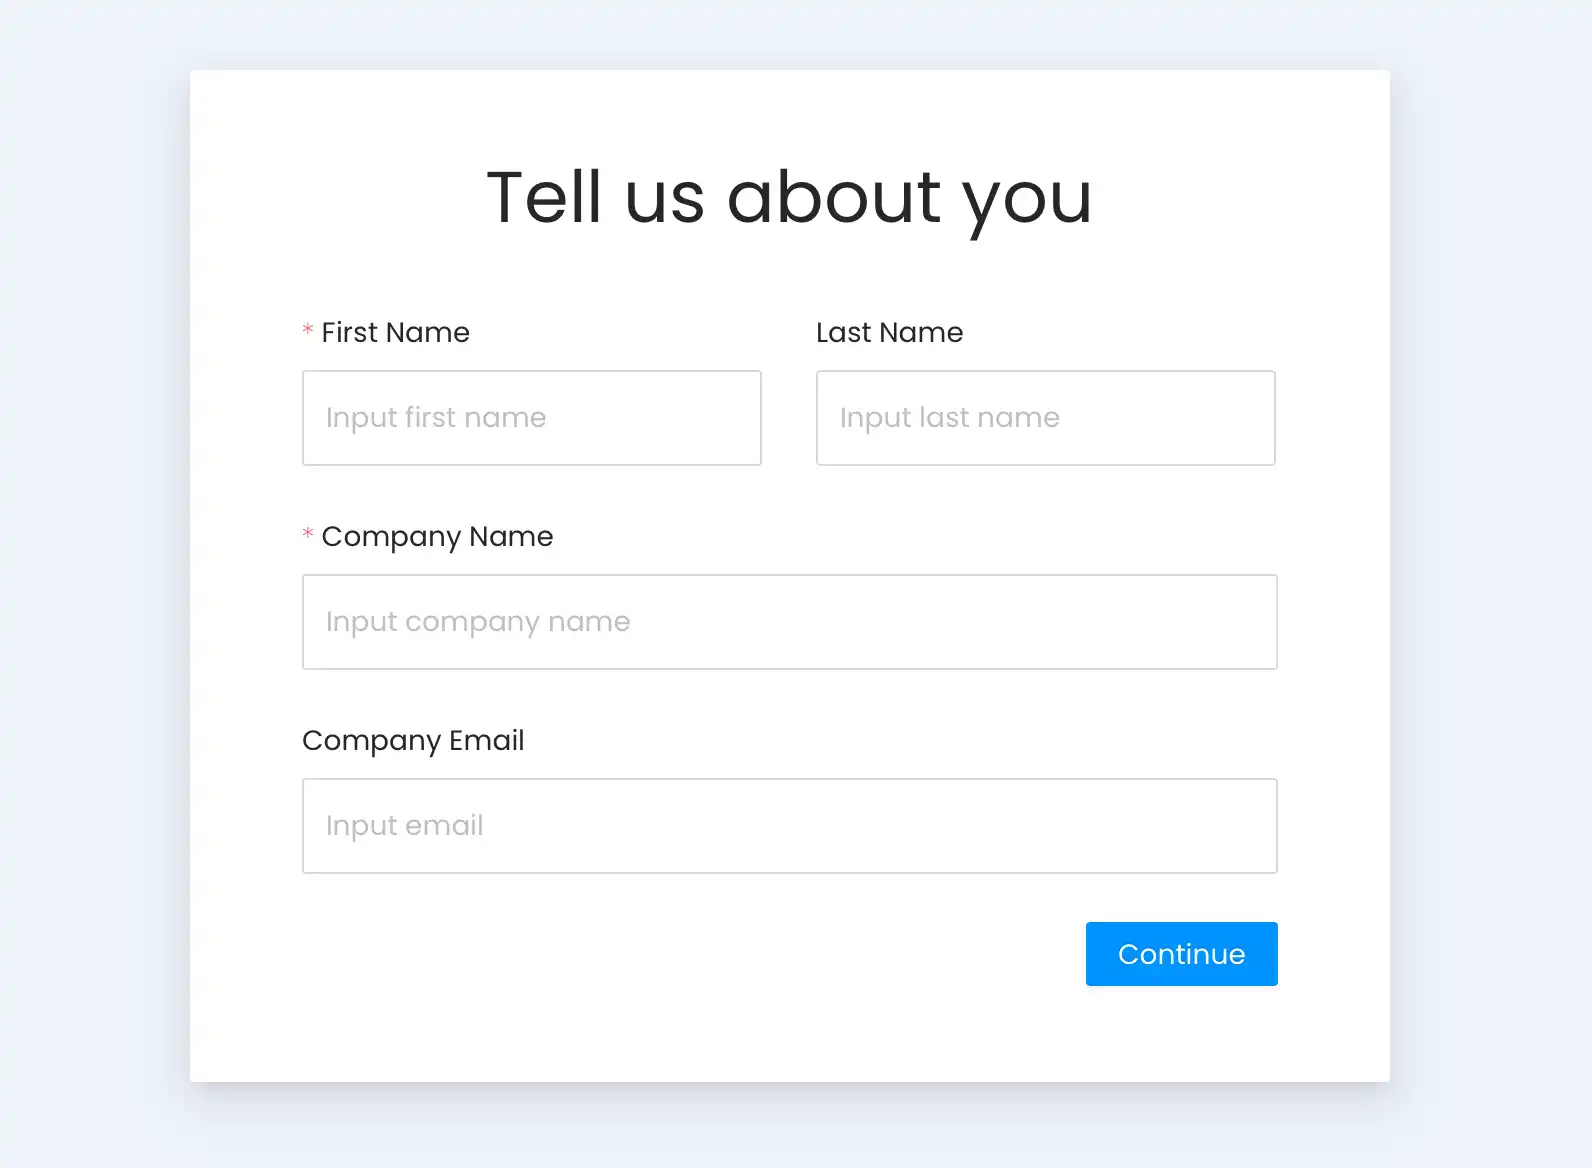 Tell us about you
* First Name
Last Name
Input first name
Input last name
* Company Name
Input company name
Company Email
Input email
Continue